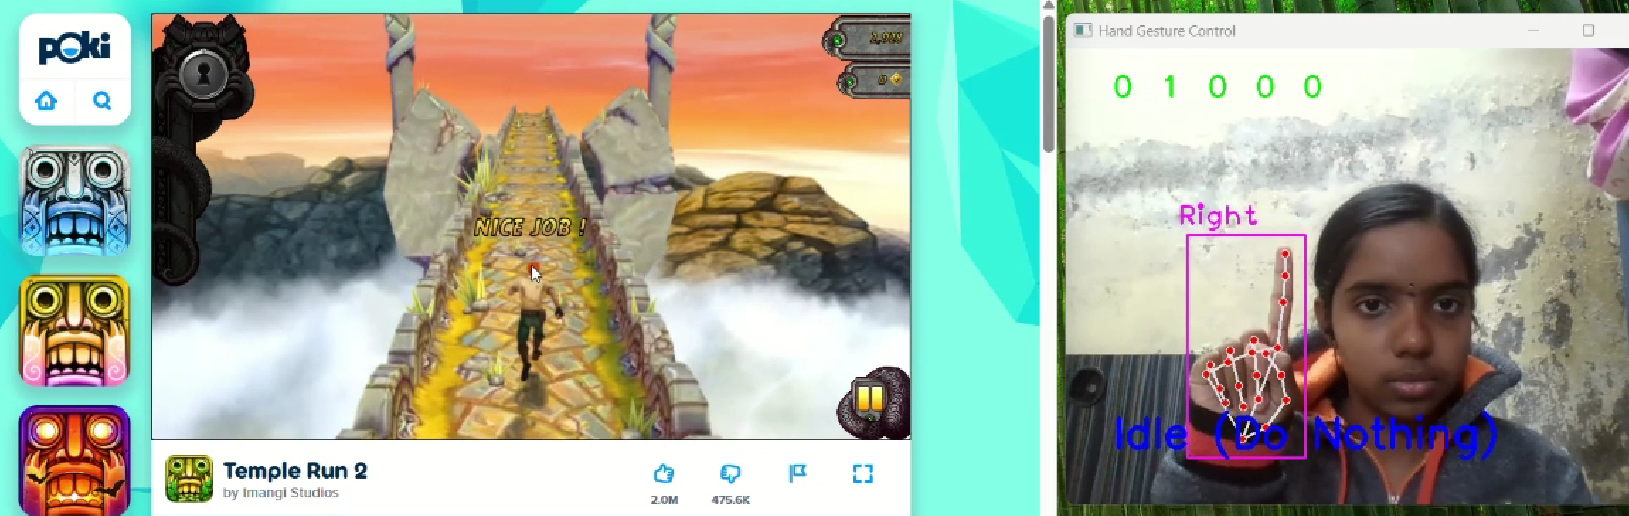 poki
NICE JOB !
Temple Run 2
by Imangi Studios
2.0M
475.6K
Hand Gesture Control
0 1 0 0 0
Right
Idle (Do Nothing)